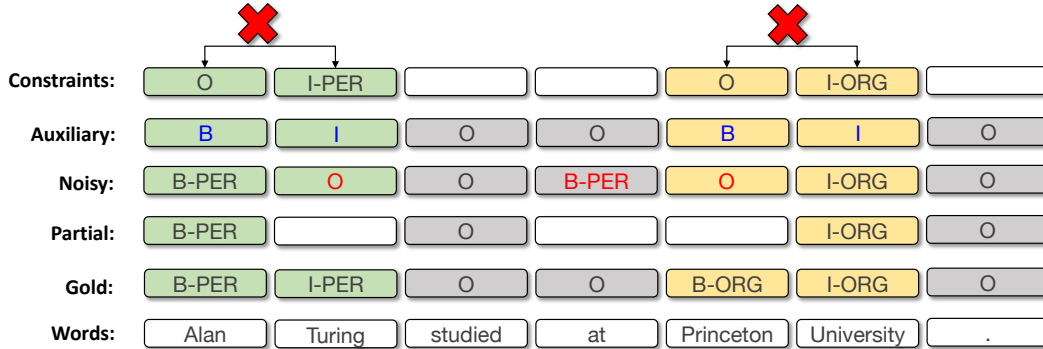 Constraints: O I-PER O I-ORG
Auxiliary: B I O O B I O
Noisy: B-PER O O B-PER O I-ORG O
Partial: B-PER O I-ORG O
Gold: B-PER I-PER O O B-ORG I-ORG O
Words: Alan Turing studied at Princeton University .